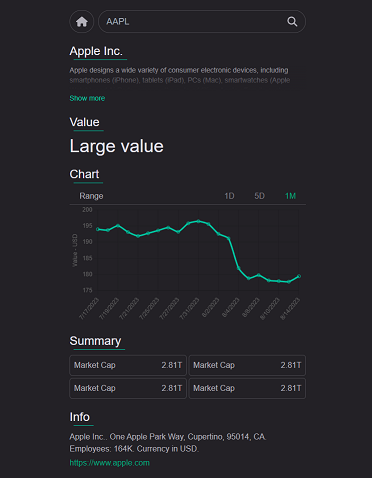 AAPL
Apple Inc.
Apple designs a wide variety of consumer electronic devices, including
smartphones (iPhone), tablets (iPad), PCs (Mac), smartwatches (Apple
Show more
Value
Large value
Chart
Range 1D 5D 1M
200
195
190
185
180
175
Value - USD
7/17/2023 7/19/2023 7/21/2023 7/25/2023 7/27/2023 7/31/2023 8/2/2023 8/4/2023 8/8/2023 8/10/2023 8/14/2023
Summary
Market Cap 2.81T Market Cap 2.81T
Market Cap 2.81T Market Cap 2.81T
Info
Apple Inc.. One Apple Park Way, Cupertino, 95014, CA.
Employees: 164K. Currency in USD.
https://www.apple.com